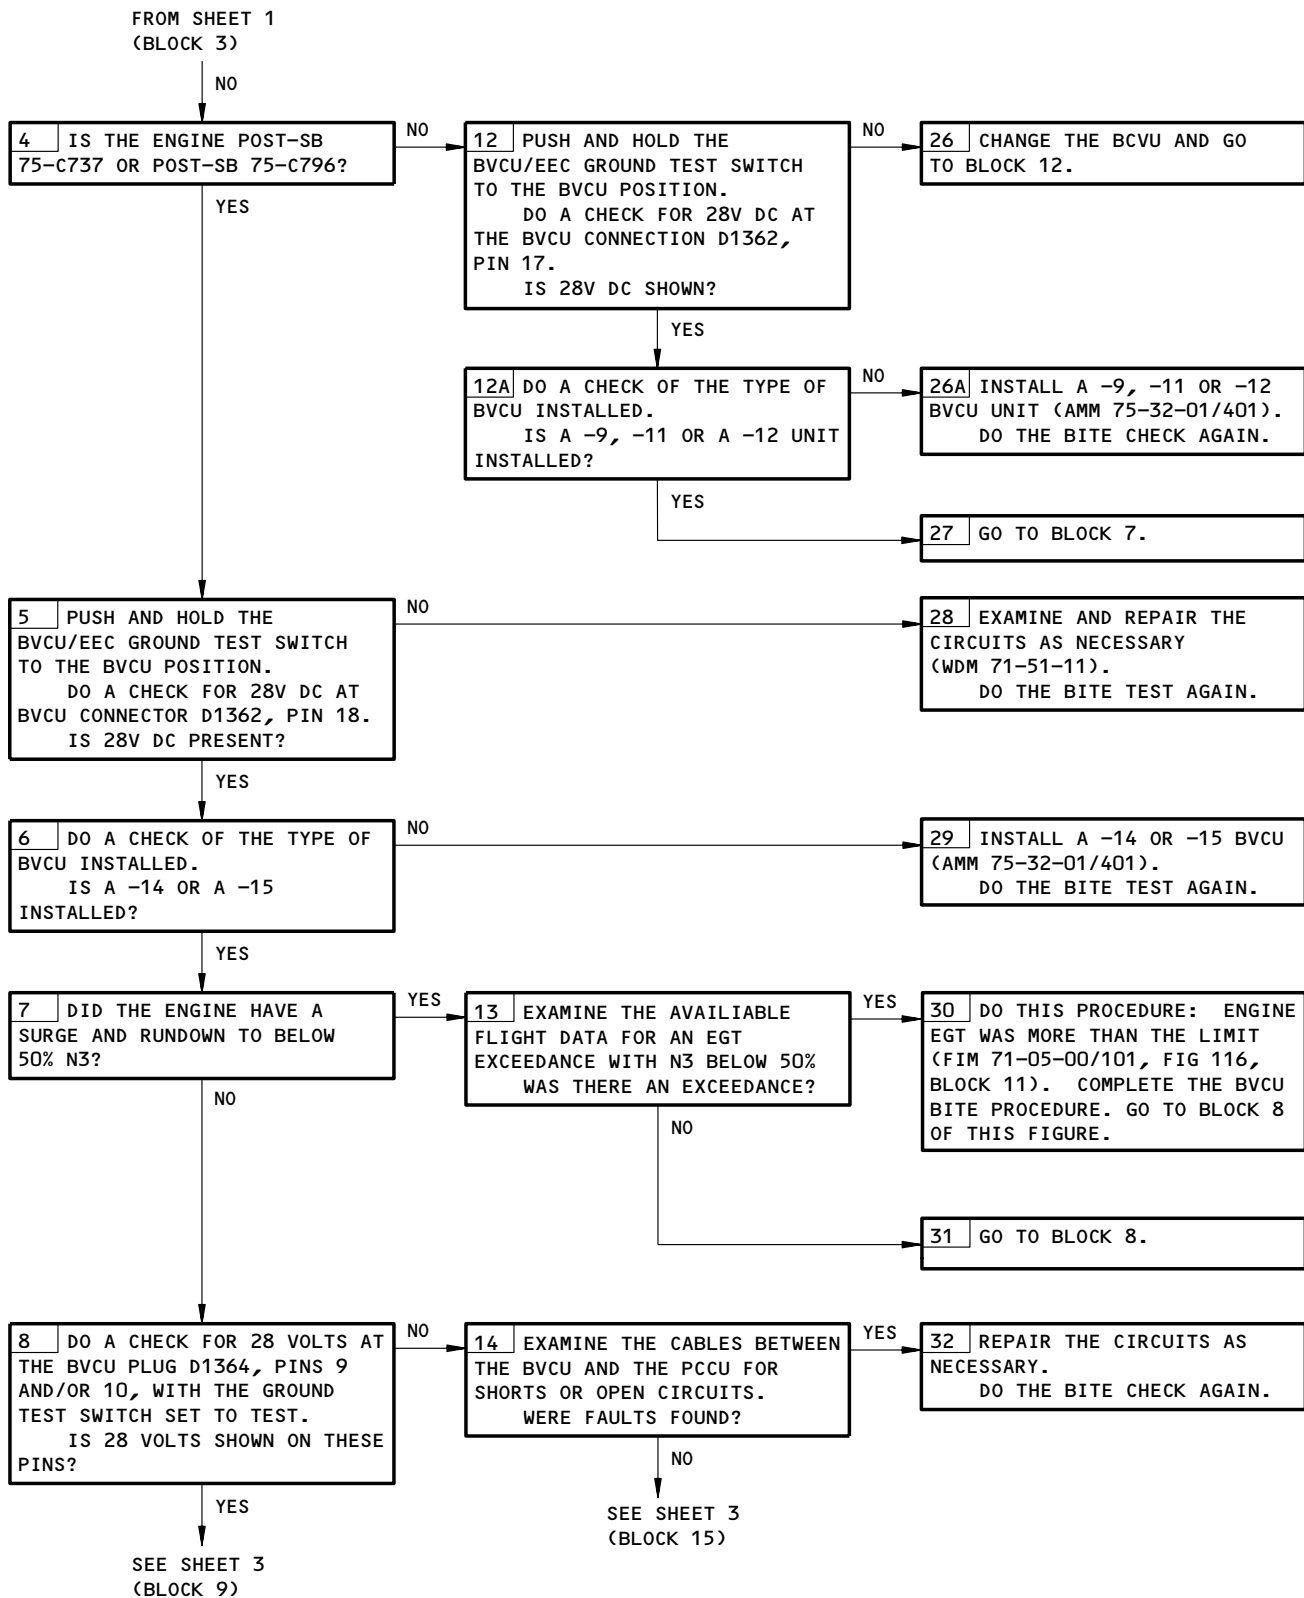 FROM SHEET 1
(BLOCK 3)
NO
4 IS THE ENGINE POST-SB
75-C737 OR POST-SB 75-C796?
NO
YES
12 PUSH AND HOLD THE
BVCU/EEC GROUND TEST SWITCH
TO THE BVCU POSITION.
DO A CHECK FOR 28V DC AT
THE BVCU CONNECTION D1362,
PIN 17.
IS 28V DC SHOWN?
NO
YES
26 CHANGE THE BCVU AND GO
TO BLOCK 12.
12A DO A CHECK OF THE TYPE OF
BVCU INSTALLED.
IS A -9, -11 OR A -12 UNIT
INSTALLED?
NO
YES
26A INSTALL A -9, -11 OR -12
BVCU UNIT (AMM 75-32-01/401).
DO THE BITE CHECK AGAIN.
27 GO TO BLOCK 7.
5 PUSH AND HOLD THE
BVCU/EEC GROUND TEST SWITCH
TO THE BVCU POSITION.
DO A CHECK FOR 28V DC AT
BVCU CONNECTOR D1362, PIN 18.
IS 28V DC PRESENT?
NO
YES
28 EXAMINE AND REPAIR THE
CIRCUITS AS NECESSARY
(WDM 71-51-11).
DO THE BITE TEST AGAIN.
6 DO A CHECK OF THE TYPE OF
BVCU INSTALLED.
IS A -14 OR A -15
INSTALLED?
NO
YES
29 INSTALL A -14 OR -15 BVCU
(AMM 75-32-01/401).
DO THE BITE TEST AGAIN.
7 DID THE ENGINE HAVE A
SURGE AND RUNDOWN TO BELOW
50% N3?
YES
NO
13 EXAMINE THE AVAILIABLE
FLIGHT DATA FOR AN EGT
EXCEEDANCE WITH N3 BELOW 50%
WAS THERE AN EXCEEDANCE?
YES
NO
30 DO THIS PROCEDURE: ENGINE
EGT WAS MORE THAN THE LIMIT
(FIM 71-05-00/101, FIG 116,
BLOCK 11). COMPLETE THE BVCU
BITE PROCEDURE. GO TO BLOCK 8
OF THIS FIGURE.
31 GO TO BLOCK 8.
8 DO A CHECK FOR 28 VOLTS AT
THE BVCU PLUG D1364, PINS 9
AND/OR 10, WITH THE GROUND
TEST SWITCH SET TO TEST.
IS 28 VOLTS SHOWN ON THESE
PINS?
NO
YES
14 EXAMINE THE CABLES BETWEEN
THE BVCU AND THE PCCU FOR
SHORTS OR OPEN CIRCUITS.
WERE FAULTS FOUND?
YES
NO
32 REPAIR THE CIRCUITS AS
NECESSARY.
DO THE BITE CHECK AGAIN.
SEE SHEET 3
(BLOCK 15)
SEE SHEET 3
(BLOCK 9)